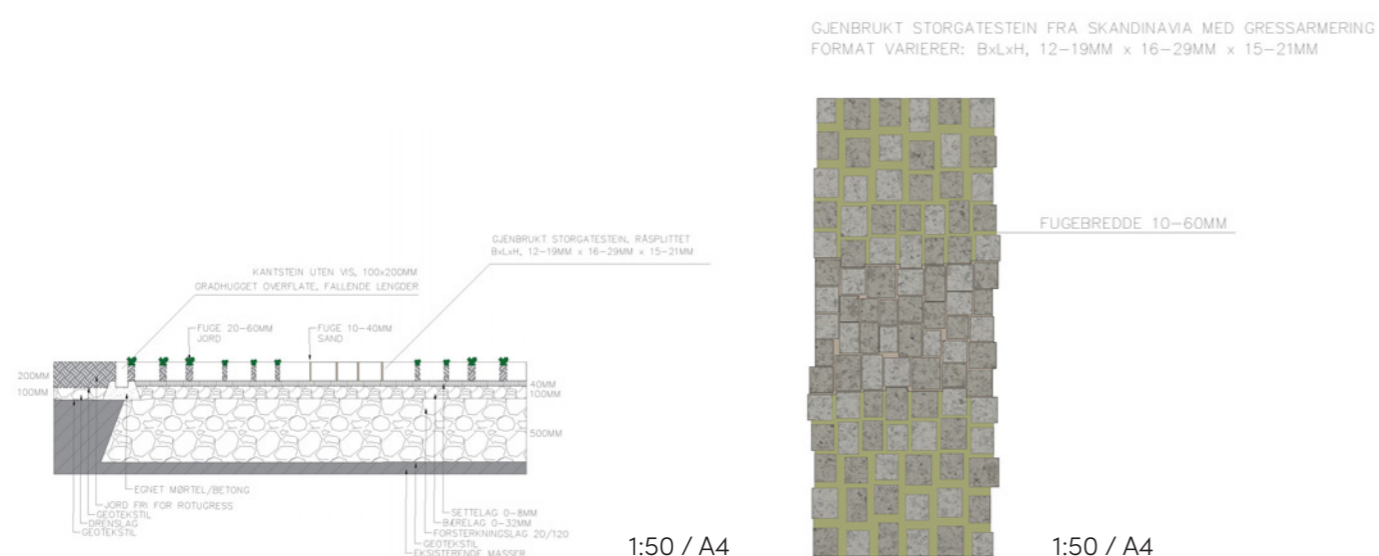 GJENBRUKT STORGATESTEIN FRA SKANDINAVIA MED GRESSARMERING
FORMAT VARIERER: BxLxH, 12-19MM x 16-29MM x 15-21MM
FUGEBREDDE 10-60MM
GJENBRUKT STORGATESTEIN, RÅSPLITTET
BxLxH, 12-19MM x 16-29MM x 15-21MM
KANTSTEIN UTEN VIS, 100x200MM
GRADHUGGET OVERFLATE, FALLENDE LENGDER
FUGE 20-60MM
JORD
FUGE 10-40MM
SAND
200MM
100MM
40MM
100MM
500MM
EGNET MØRTEL/BETONG
JORD FRI FOR ROTUGRESS
GEOTEKSTIL
DRENSLAG
GEOTEKSTIL
SETTELAG 0-8MM
BÆRELAG 0-32MM
FORSTERKNINGSLAG 20/120
GEOTEKSTIL
EKSISTERENDE MASSER
1:50 / A4
1:50 / A4